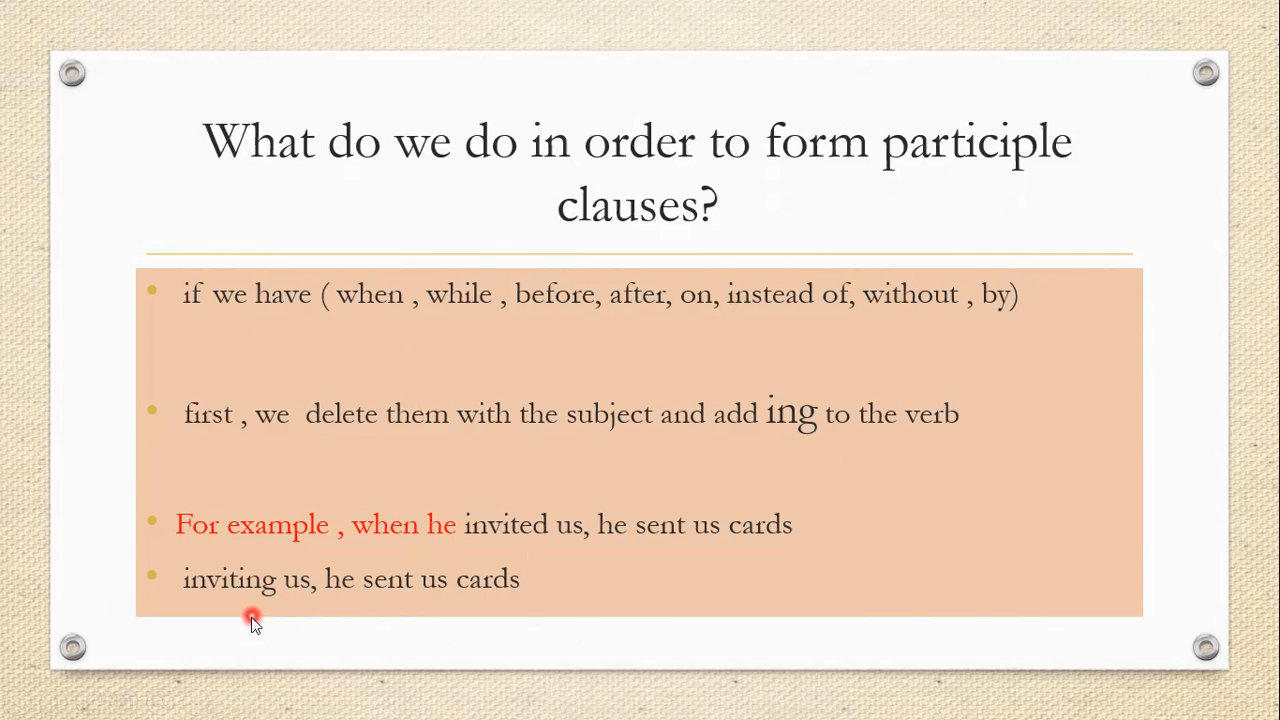 What do we do in order to form participle
clauses?
if we have ( when , while , before, after, on, instead of, without , by)
first , we delete them with the subject and add ing to the verb
For example , when he invited us, he sent us cards
inviting us, he sent us cards